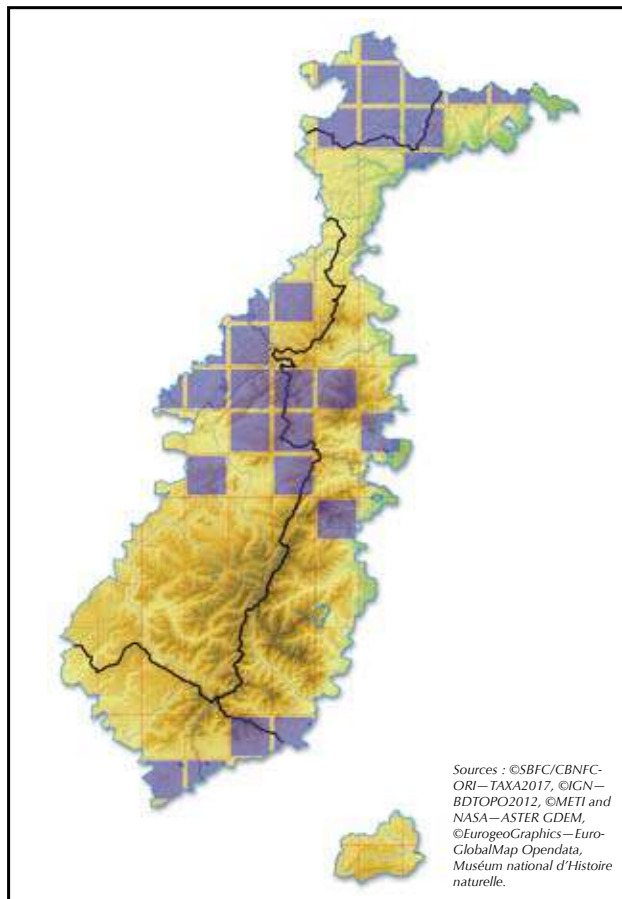 Sources : ©SBFC/CBNFC-
ORI—TAXA2017, ©IGN—
BDTOPO2012, ©METI and
NASA—ASTER GDEM,
©EurogeoGraphics—Euro-
GlobalMap Opendata,
Muséum national d'Histoire
naturelle.